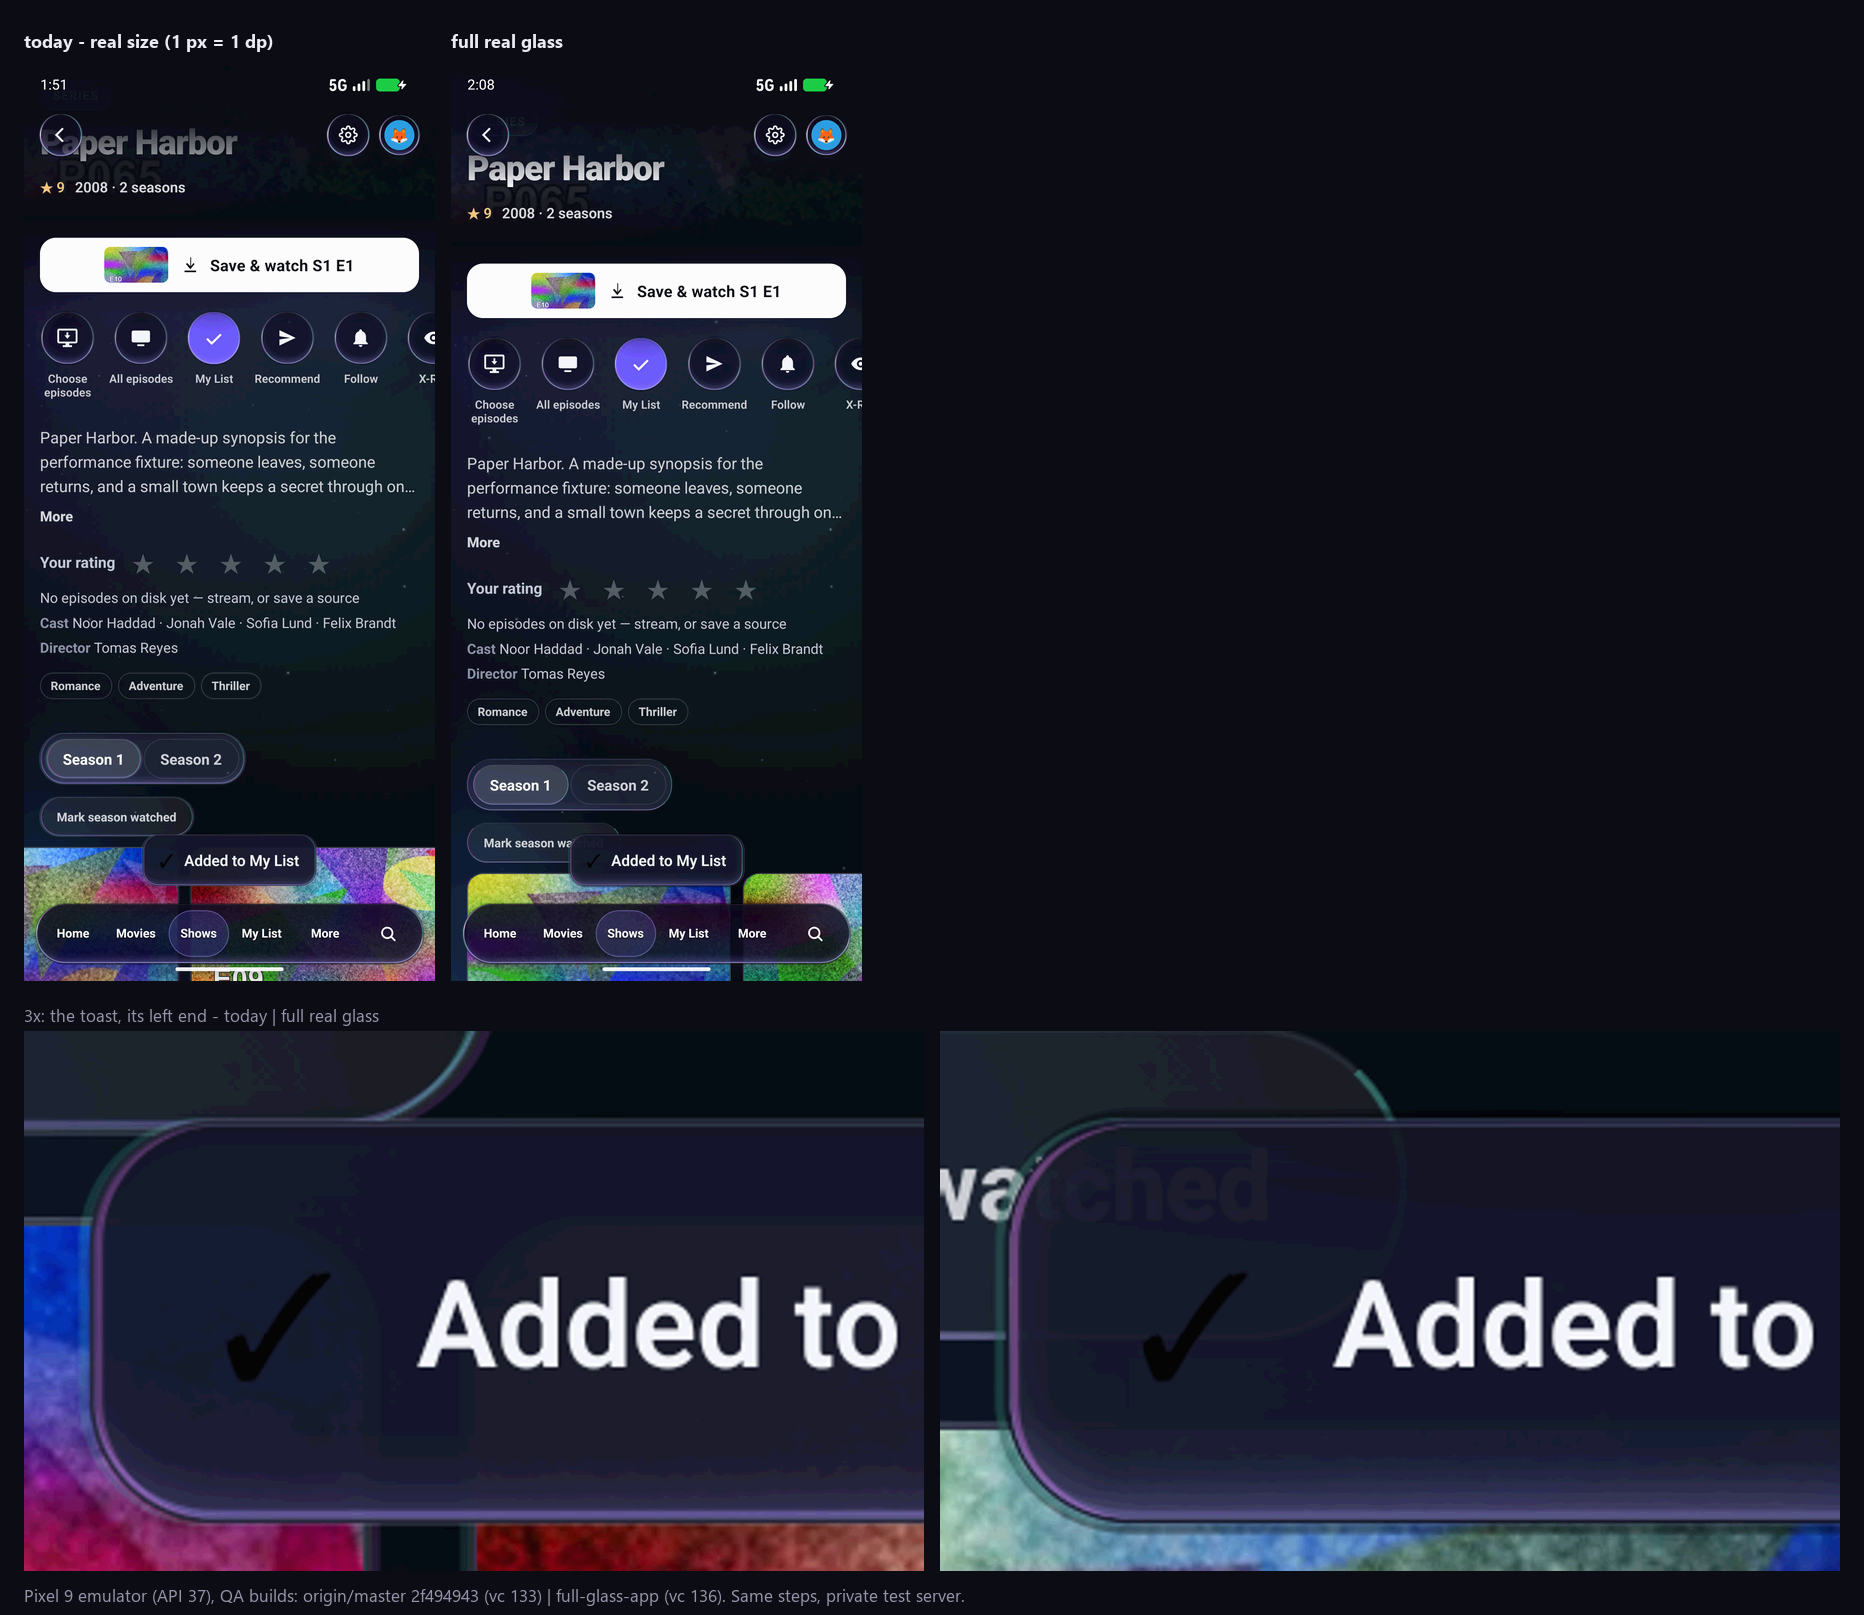 today - real size (1 px = 1 dp)
1:51
5G
SERIES
Paper Harbor
P065
★ 9 2008 · 2 seasons
E10
Save & watch S1 E1
Choose episodes
All episodes
My List
Recommend
Follow
X-R
Paper Harbor. A made-up synopsis for the
performance fixture: someone leaves, someone
returns, and a small town keeps a secret through on...
More
Your rating ★ ★ ★ ★ ★
No episodes on disk yet — stream, or save a source
Cast Noor Haddad · Jonah Vale · Sofia Lund · Felix Brandt
Director Tomas Reyes
Romance Adventure Thriller
Season 1 Season 2
Mark season watched
✓ Added to My List
Home Movies Shows My List More
E09
full real glass
2:08
5G
Paper Harbor
P065
★ 9 2008 · 2 seasons
E10
Save & watch S1 E1
Choose episodes
All episodes
My List
Recommend
Follow
X-R
Paper Harbor. A made-up synopsis for the
performance fixture: someone leaves, someone
returns, and a small town keeps a secret through on...
More
Your rating ★ ★ ★ ★ ★
No episodes on disk yet — stream, or save a source
Cast Noor Haddad · Jonah Vale · Sofia Lund · Felix Brandt
Director Tomas Reyes
Romance Adventure Thriller
Season 1 Season 2
Mark season watched
✓ Added to My List
Home Movies Shows My List More
3x: the toast, its left end - today | full real glass
✓ Added to
watched
✓ Added to
Pixel 9 emulator (API 37), QA builds: origin/master 2f494943 (vc 133) | full-glass-app (vc 136). Same steps, private test server.